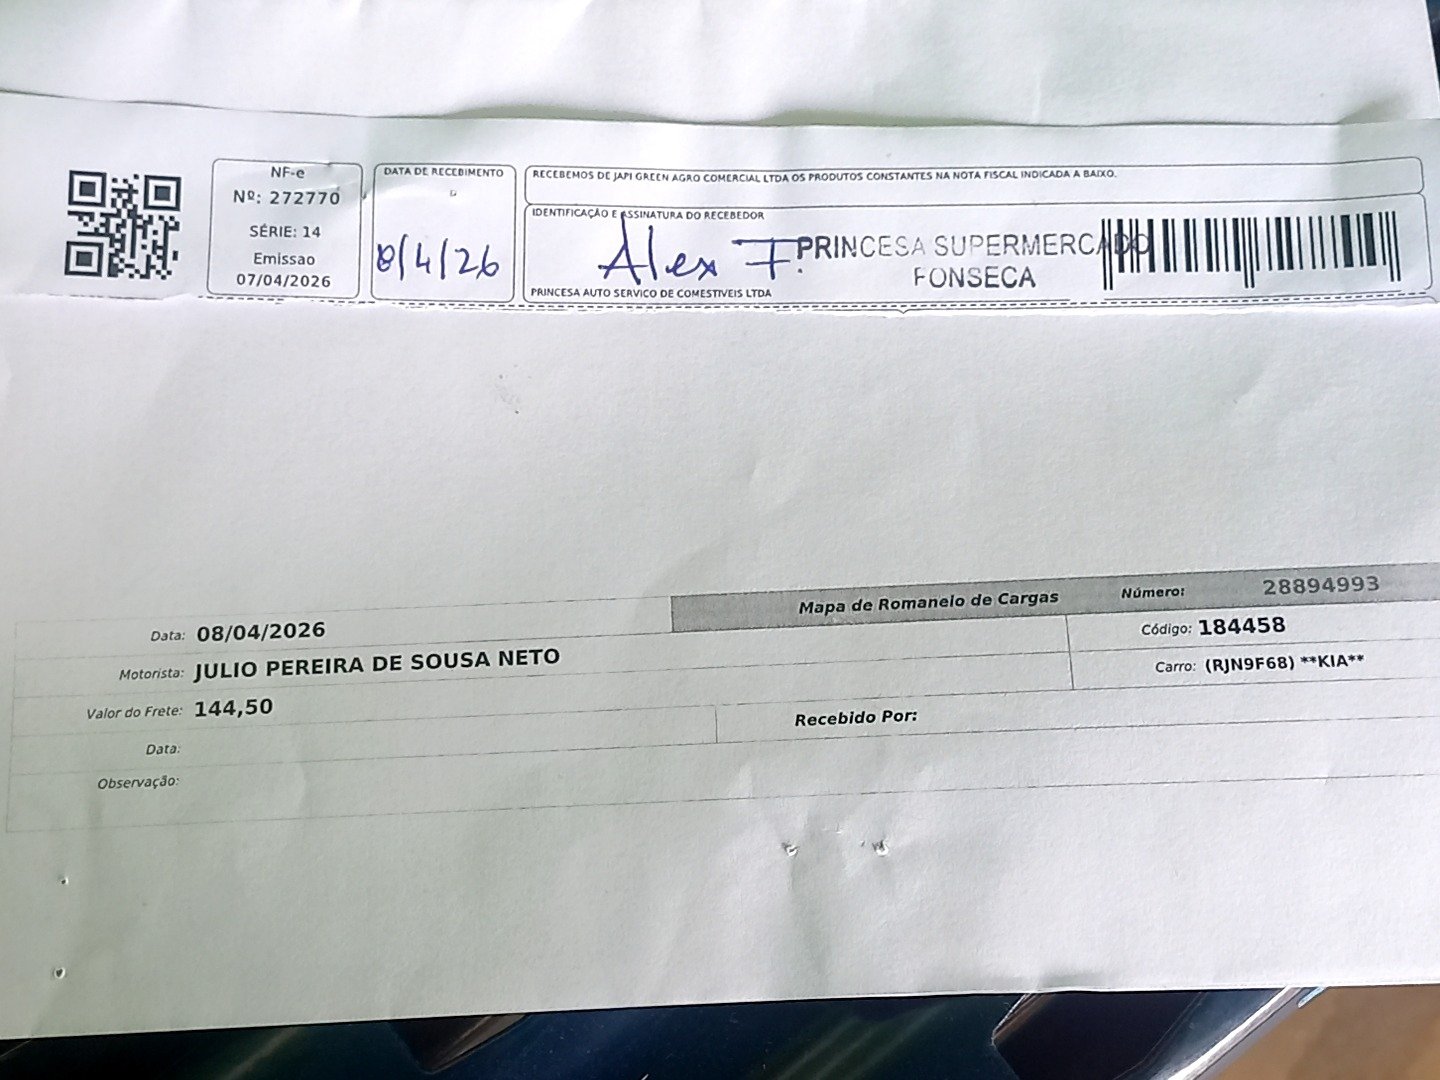 NF-e
Nº: 272770
SÉRIE: 14
Emissao
07/04/2026
DATA DE RECEBIMENTO
8/4/26
RECEBEMOS DE JAPI GREEN AGRO COMERCIAL LTDA OS PRODUTOS CONSTANTES NA NOTA FISCAL INDICADA A BAIXO.
IDENTIFICAÇÃO E ASSINATURA DO RECEBEDOR
Alex F.
PRINCESA SUPERMERCADO
FONSECA
PRINCESA AUTO SERVICO DE COMESTIVEIS LTDA
Mapa de Romanelo de Cargas Número: 28894993
Data: 08/04/2026 Código: 184458
Motorista: JULIO PEREIRA DE SOUSA NETO Carro: (RJN9F68) **KIA**
Valor do Frete: 144,50 Recebido Por:
Data:
Observação: